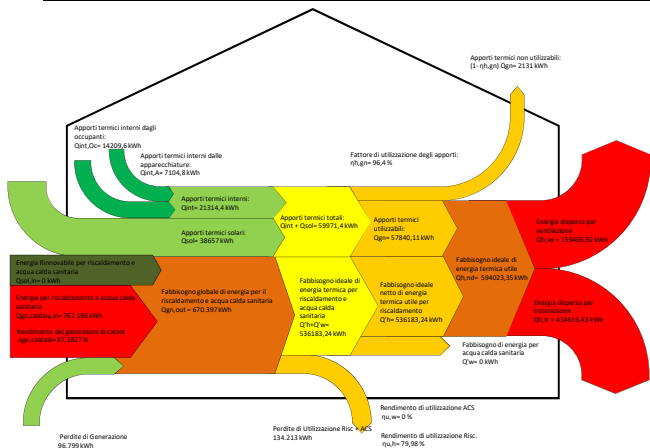 Apporti termici non utilizzabili:
(1- ηh,gn) Qgn= 2131 kWh
Apporti termici interni dagli
occupanti:
Qint,Oc= 14209,6 kWh
Apporti termici interni dalle
apparecchiature:
Qint,A= 7104,8 kWh
Fattore di utilizzazione degli apporti:
ηh,gn= 96,4 %
Apporti termici interni:
Qint= 21314,4 kWh
Apporti termici totali:
Qint + Qsol= 59971,4 kWh
Apporti termici
utilizzabili:
Qgn= 57840,11 kWh
Apporti termici solari:
Qsol= 38657 kWh
Energia dispersa per
ventilazione
Qh,ve = 159406,92 kWh
Energia Rinnovabile per riscaldamento e
acqua calda sanitaria
Qsol,in= 0 kWh
Fabbisogno ideale
di energia
termica utile
Qh,nd= 594023,35 kWh
Energia per riscaldamento e acqua calda
sanitaria
Qgn,caldaia,in= 767.196 kWh
Rendimento del generatore di calore
ηgn,caldaia= 87,3827 %
Fabbisogno globale di energia per il
riscaldamento e acqua calda sanitaria
Qgn,out = 670.397 kWh
Fabbisogno ideale di
energia termica per
riscaldamento e
acqua calda
sanitaria
Q'h+Q'w=
536183,24 kWh
Fabbisogno ideale
netto di energia
termica utile per
riscaldamento
Q'h= 536183,24 kWh
Energia dispersa per
trasmissione
Qh,tr = 434616,43 kWh
Fabbisogno di energia per
acqua calda sanitaria
Q'w= 0 kWh
Perdite di Generazione
96.799 kWh
Perdite di Utilizzazione Risc + ACS
134.213 kWh
Rendimento di utilizzazione ACS
ηu,w= 0 %
Rendimento di utilizzazione Risc.
ηu,h= 79,98 %